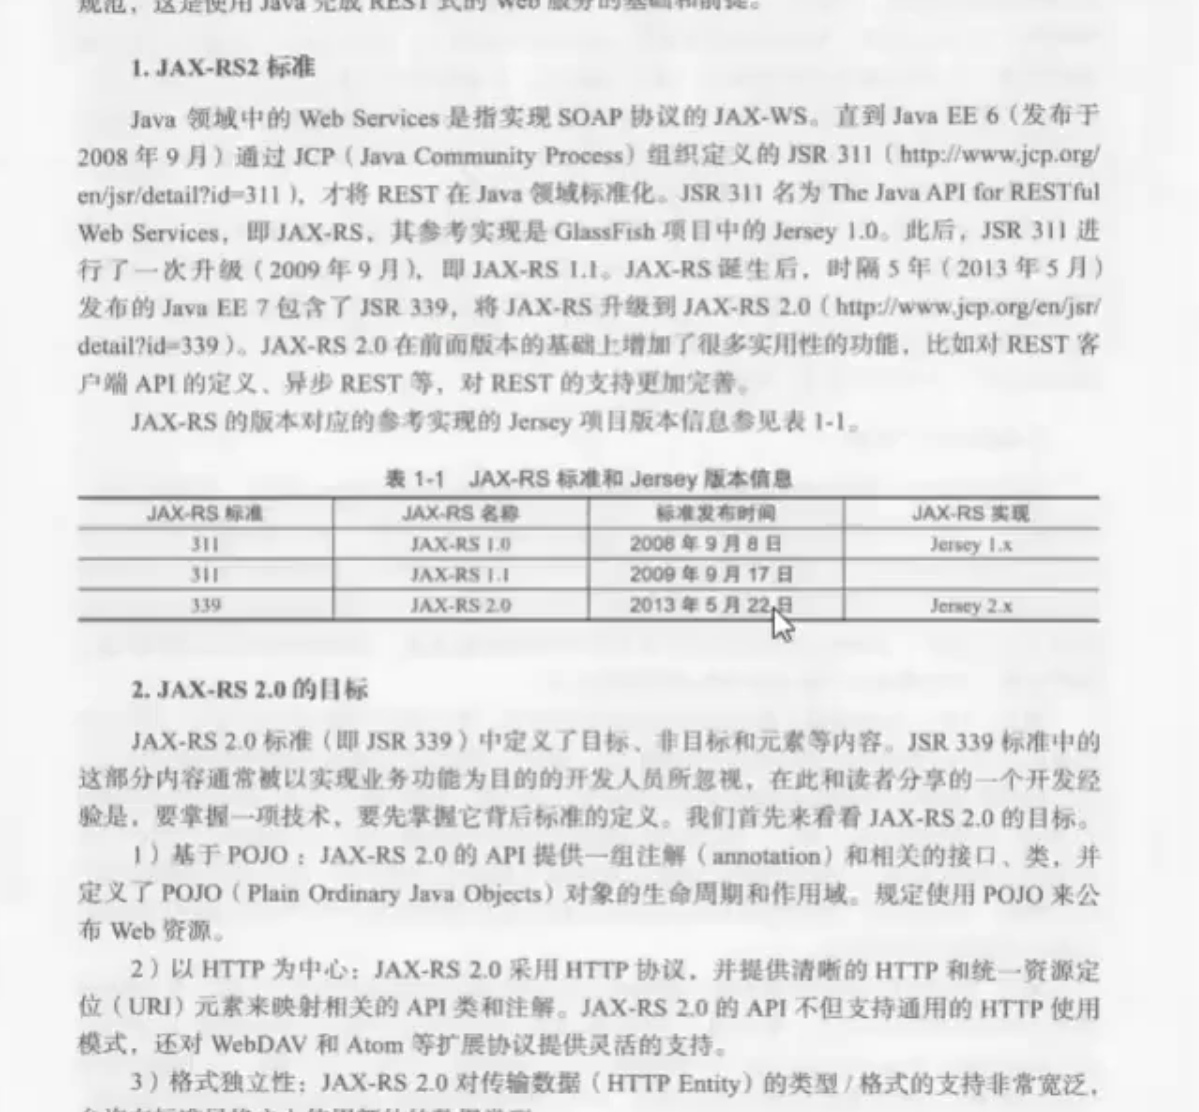 规范，这是使用 Java 完成 REST 式的 Web 服务的基础和前提。
1. JAX-RS2 标准
Java 领域中的 Web Services 是指实现 SOAP 协议的 JAX-WS。直到 Java EE 6（发布于
2008 年 9 月）通过 JCP（Java Community Process）组织定义的 JSR 311（http://www.jcp.org/
en/jsr/detail?id=311），才将 REST 在 Java 领域标准化。JSR 311 名为 The Java API for RESTful
Web Services，即 JAX-RS，其参考实现是 GlassFish 项目中的 Jersey 1.0。此后，JSR 311 进
行了一次升级（2009 年 9 月），即 JAX-RS 1.1。JAX-RS 诞生后，时隔 5 年（2013 年 5 月）
发布的 Java EE 7 包含了 JSR 339，将 JAX-RS 升级到 JAX-RS 2.0（http://www.jcp.org/en/jsr/
detail?id=339）。JAX-RS 2.0 在前面版本的基础上增加了很多实用性的功能，比如对 REST 客
户端 API 的定义、异步 REST 等，对 REST 的支持更加完善。
JAX-RS 的版本对应的参考实现的 Jersey 项目版本信息参见表 1-1。
表 1-1 JAX-RS 标准和 Jersey 版本信息
JAX-RS 标准 JAX-RS 名称 标准发布时间 JAX-RS 实现
311 JAX-RS 1.0 2008 年 9 月 8 日 Jersey 1.x
311 JAX-RS 1.1 2009 年 9 月 17 日
339 JAX-RS 2.0 2013 年 5 月 22 日 Jersey 2.x
2. JAX-RS 2.0 的目标
JAX-RS 2.0 标准（即 JSR 339）中定义了目标、非目标和元素等内容。JSR 339 标准中的
这部分内容通常被以实现业务功能为目的的开发人员所忽视，在此和读者分享的一个开发经
验是，要掌握一项技术，要先掌握它背后标准的定义。我们首先来看看 JAX-RS 2.0 的目标。
1）基于 POJO：JAX-RS 2.0 的 API 提供一组注解（annotation）和相关的接口、类，并
定义了 POJO（Plain Ordinary Java Objects）对象的生命周期和作用域。规定使用 POJO 来公
布 Web 资源。
2）以 HTTP 为中心：JAX-RS 2.0 采用 HTTP 协议，并提供清晰的 HTTP 和统一资源定
位（URI）元素来映射相关的 API 类和注解。JAX-RS 2.0 的 API 不但支持通用的 HTTP 使用
模式，还对 WebDAV 和 Atom 等扩展协议提供灵活的支持。
3）格式独立性：JAX-RS 2.0 对传输数据（HTTP Entity）的类型 / 格式的支持非常宽泛，